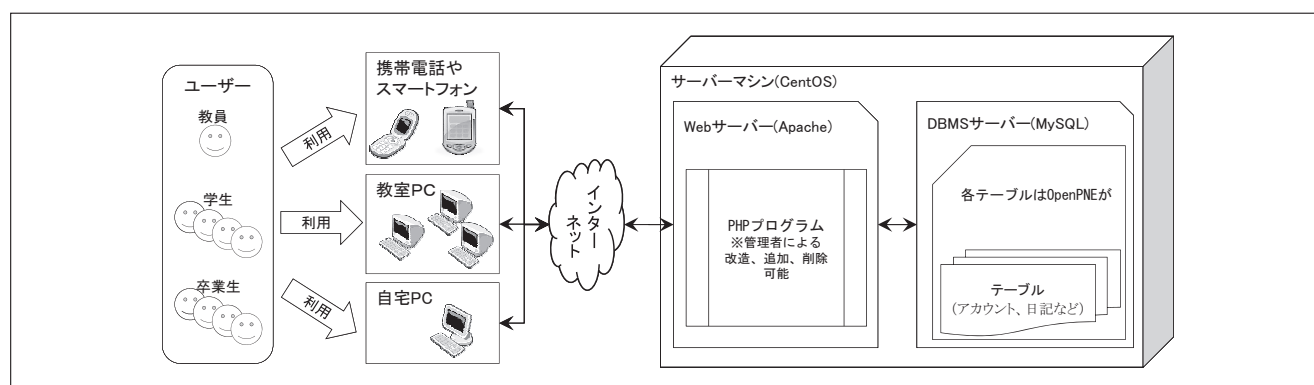 ユーザー
教員
学生
卒業生
利用
利用
利用
携帯電話や
スマートフォン
教室PC
自宅PC
インター
ネット
サーバーマシン(CentOS)
Webサーバー(Apache)
PHPプログラム
※管理者による
改造、追加、削除
可能
DBMSサーバー(MySQL)
各テーブルはOpenPNEが
テーブル
(アカウント、日記など)